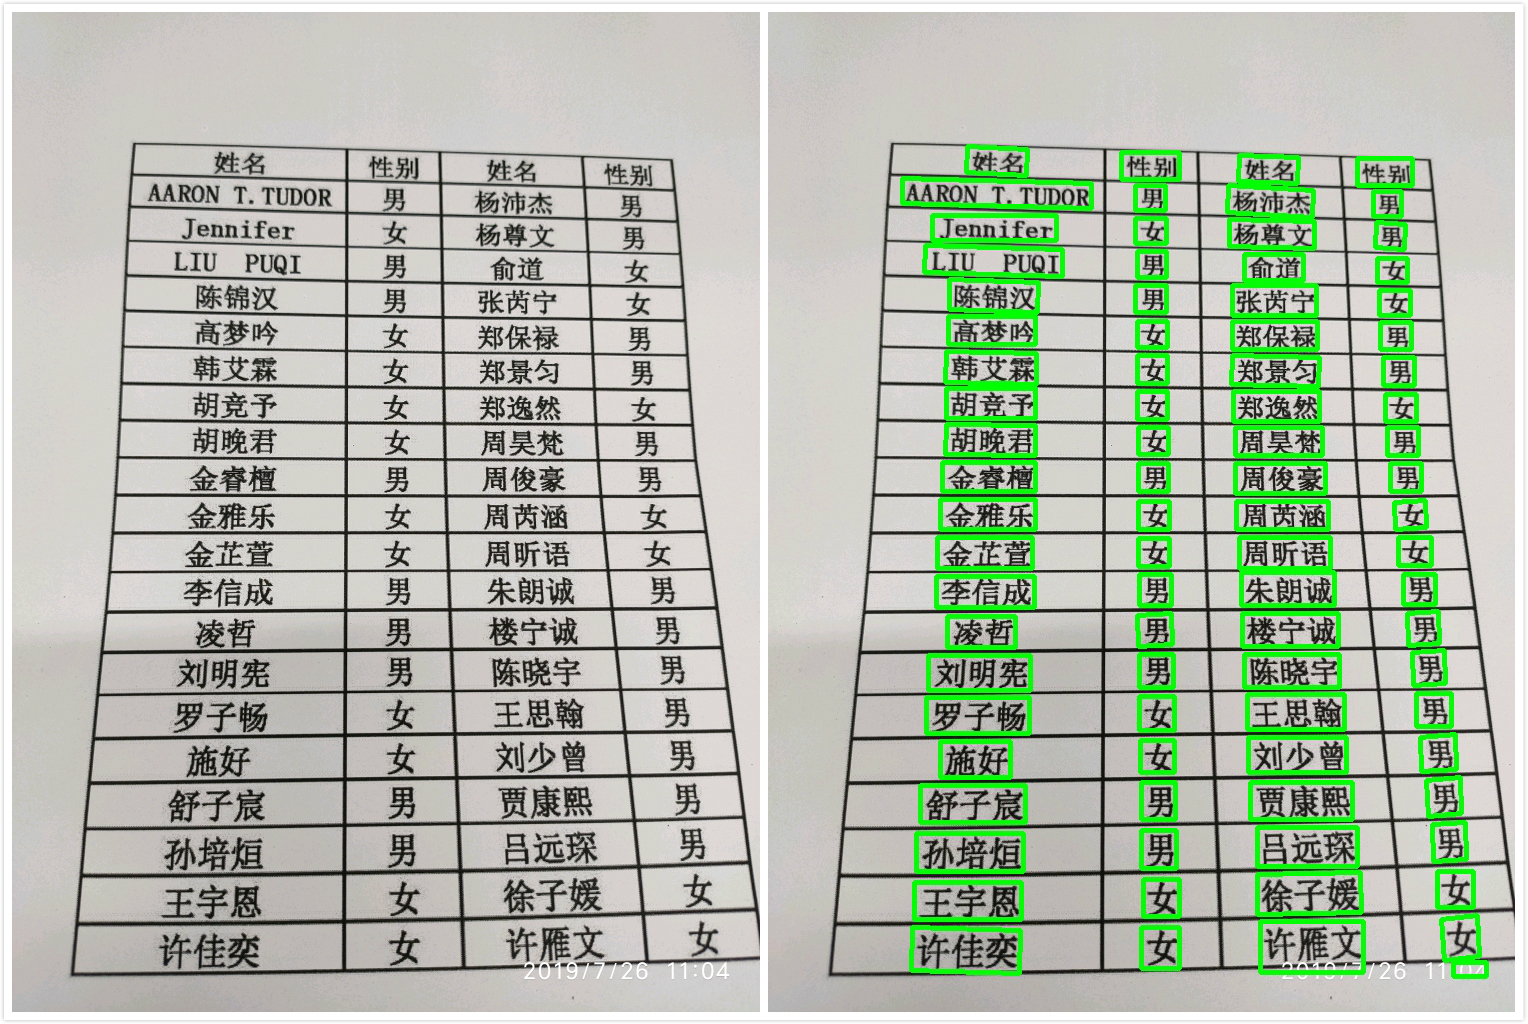 姓名 性别 姓名 性别
AARON T.TUDOR 男 杨沛杰 男
Jennifer 女 杨尊文 男
LIU PUQI 男 俞道 女
陈锦汉 男 张芮宁 女
高梦吟 女 郑保禄 男
韩艾霖 女 郑景匀 男
胡竞予 女 郑逸然 女
胡晚君 女 周昊梵 男
金睿檀 男 周俊豪 男
金雅乐 女 周芮涵 女
金芷萱 女 周昕语 女
李信成 男 朱朗诚 男
凌哲 男 楼宁诚 男
刘明宪 男 陈晓宇 男
罗子畅 女 王思翰 男
施好 女 刘少曾 男
舒子宸 男 贾康熙 男
孙培烜 男 吕远琛 男
王宇恩 女 徐子媛 女
许佳奕 女 许雁文 女
2019/7/26 11:04
姓名 性别 姓名 性别
AARON T.TUDOR 男 杨沛杰 男
Jennifer 女 杨尊文 男
LIU PUQI 男 俞道 女
陈锦汉 男 张芮宁 女
高梦吟 女 郑保禄 男
韩艾霖 女 郑景匀 男
胡竞予 女 郑逸然 女
胡晚君 女 周昊梵 男
金睿檀 男 周俊豪 男
金雅乐 女 周芮涵 女
金芷萱 女 周昕语 女
李信成 男 朱朗诚 男
凌哲 男 楼宁诚 男
刘明宪 男 陈晓宇 男
罗子畅 女 王思翰 男
施好 女 刘少曾 男
舒子宸 男 贾康熙 男
孙培烜 男 吕远琛 男
王宇恩 女 徐子媛 女
许佳奕 女 许雁文 女
2019/7/26 11:04